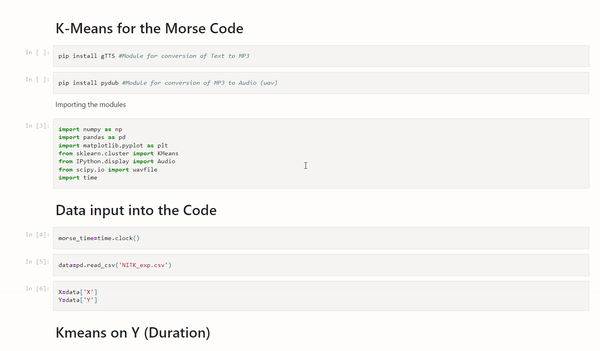 K-Means for the Morse Code
In [ ]: pip install gTTS #Module for conversion of Text to MP3
In [ ]: pip install pydub #Module for conversion of MP3 to Audio (wav)
Importing the modules
In [3]: import numpy as np
import pandas as pd
import matplotlib.pyplot as plt
from sklearn.cluster import KMeans
from IPython.display import Audio
from scipy.io import wavfile
import time
Data input into the Code
In [4]: morse_time=time.clock()
In [5]: data=pd.read_csv('NITK_exp.csv')
In [6]: X=data['X']
Y=data['Y']
Kmeans on Y (Duration)